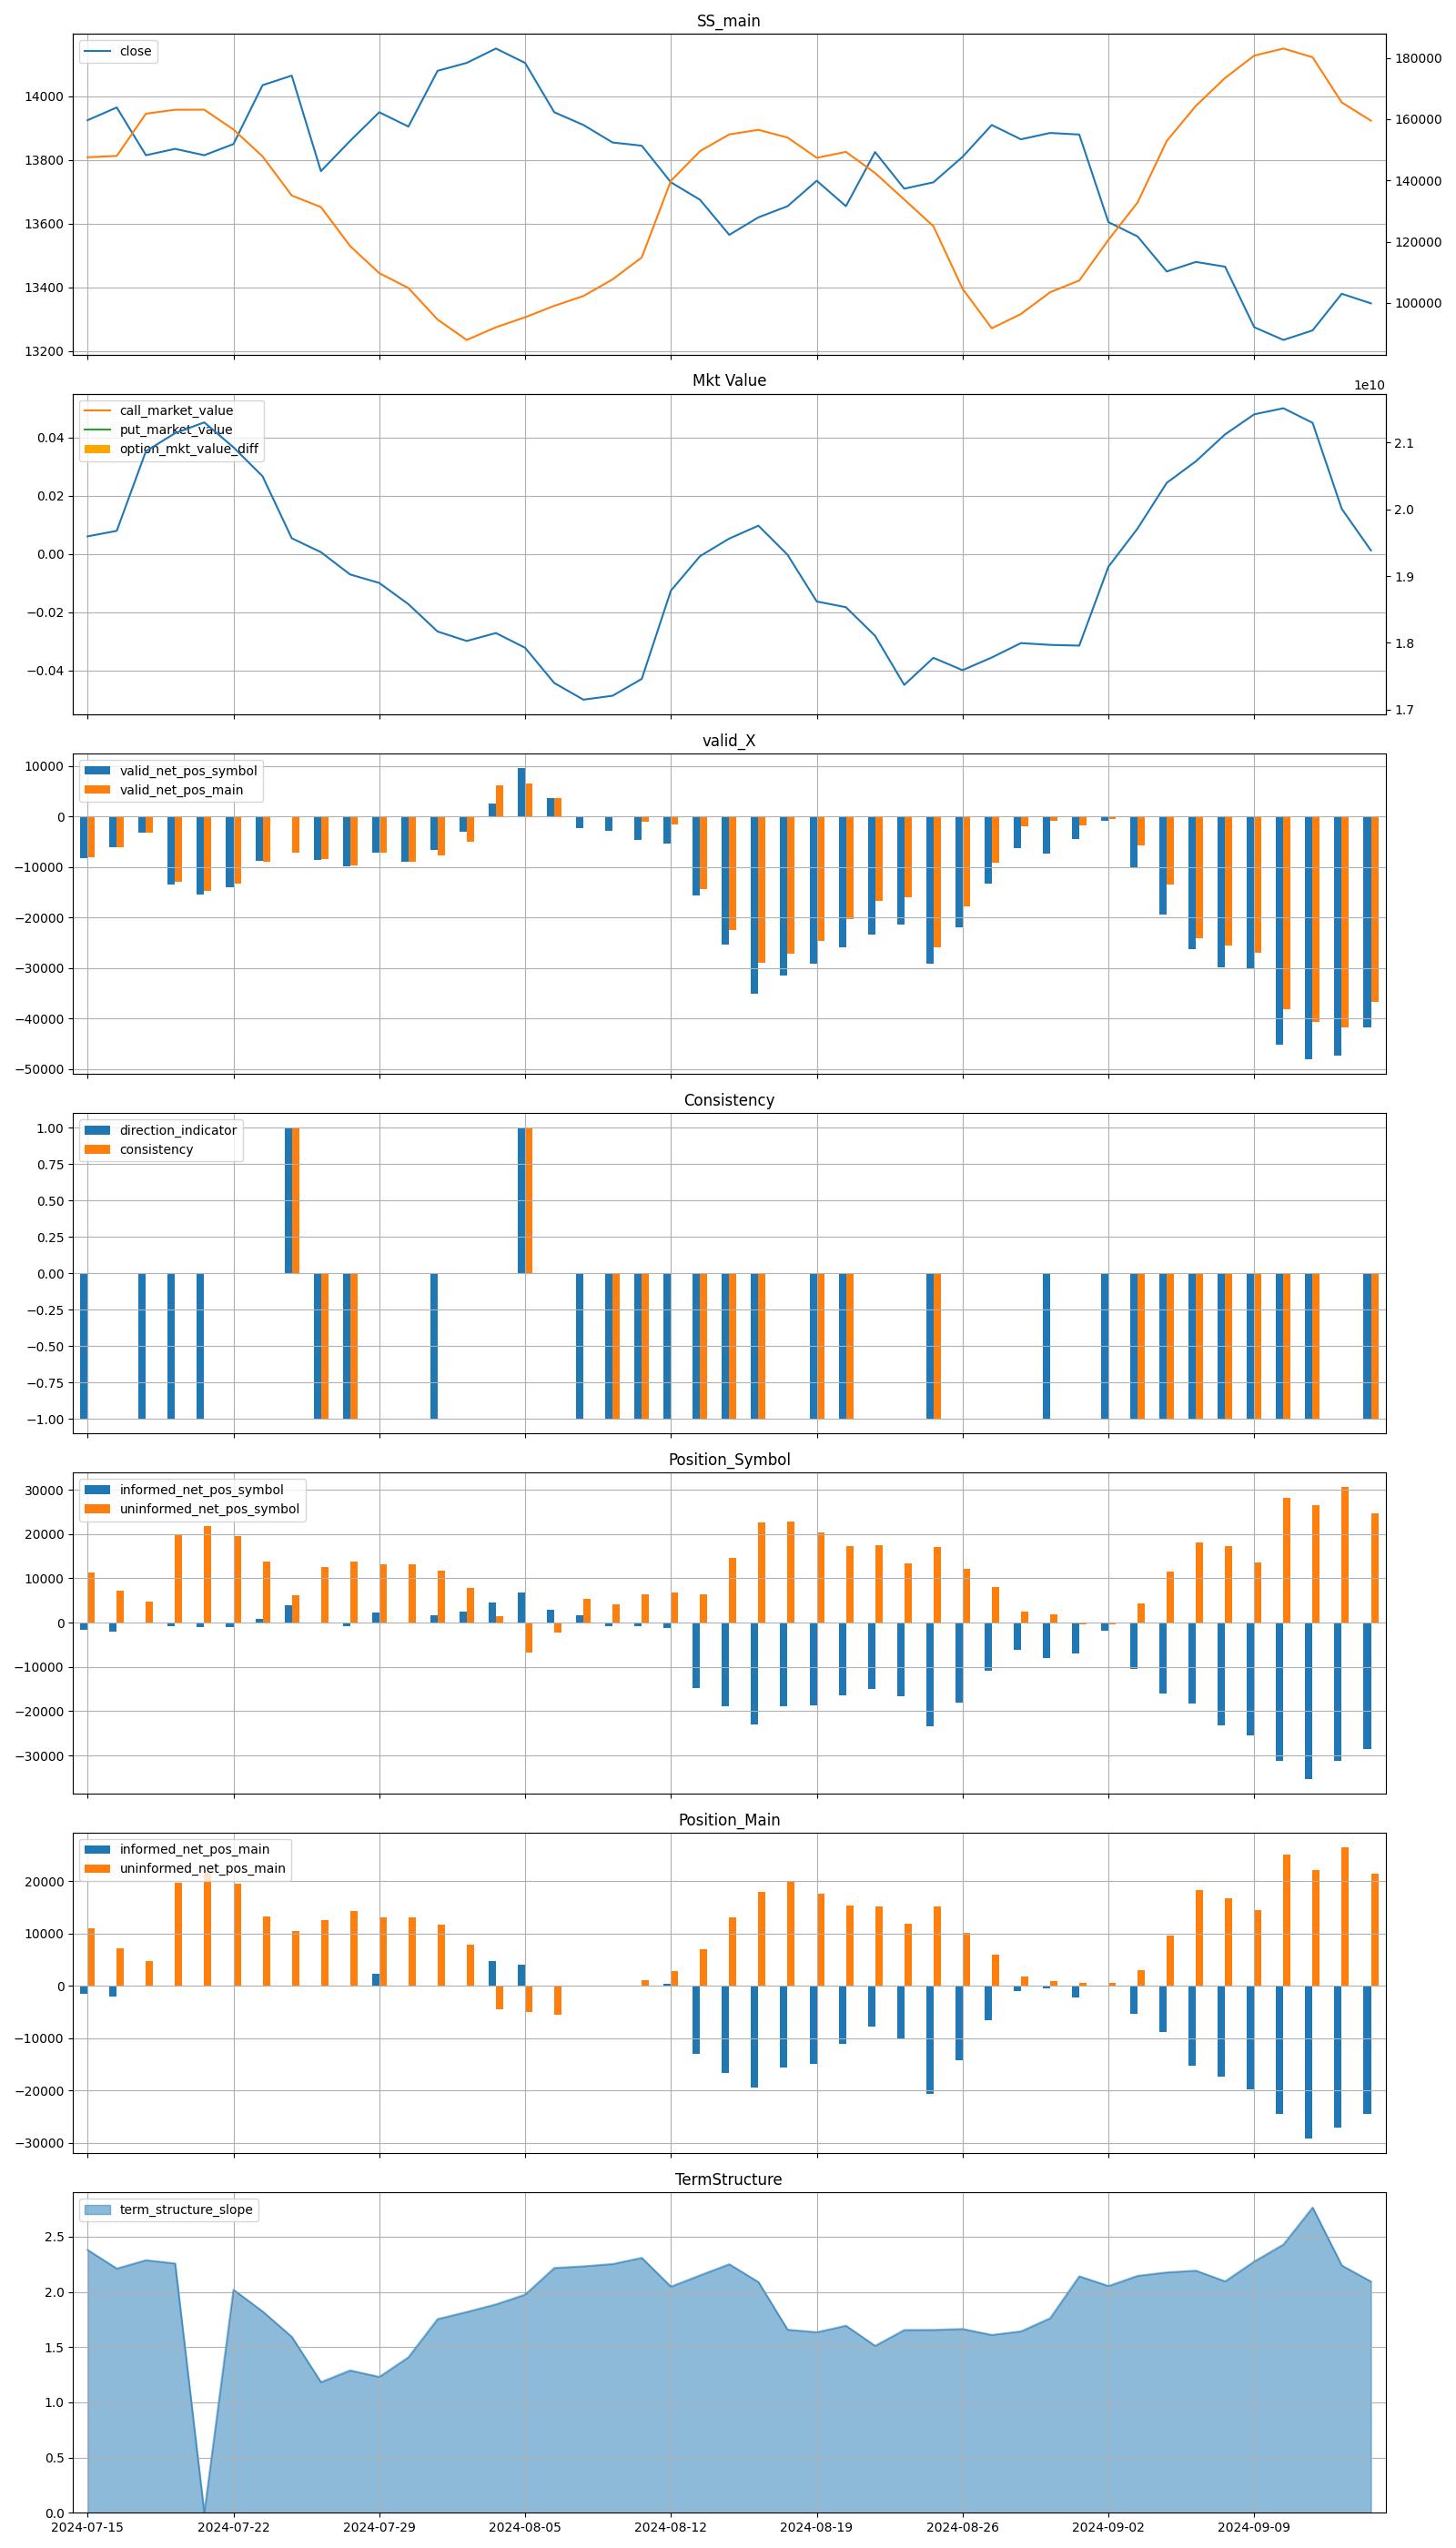 SS_main
close
14000
13800
13600
13400
13200
180000
160000
140000
120000
100000
Mkt Value
1e10
call_market_value
put_market_value
option_mkt_value_diff
0.04
0.02
0.00
−0.02
−0.04
2.1
2.0
1.9
1.8
1.7
valid_X
valid_net_pos_symbol
valid_net_pos_main
10000
0
−10000
−20000
−30000
−40000
−50000
Consistency
direction_indicator
consistency
1.00
0.75
0.50
0.25
0.00
−0.25
−0.50
−0.75
−1.00
Position_Symbol
informed_net_pos_symbol
uninformed_net_pos_symbol
30000
20000
10000
0
−10000
−20000
−30000
Position_Main
informed_net_pos_main
uninformed_net_pos_main
20000
10000
0
−10000
−20000
−30000
TermStructure
term_structure_slope
2.5
2.0
1.5
1.0
0.5
0.0
2024-07-15 2024-07-22 2024-07-29 2024-08-05 2024-08-12 2024-08-19 2024-08-26 2024-09-02 2024-09-09